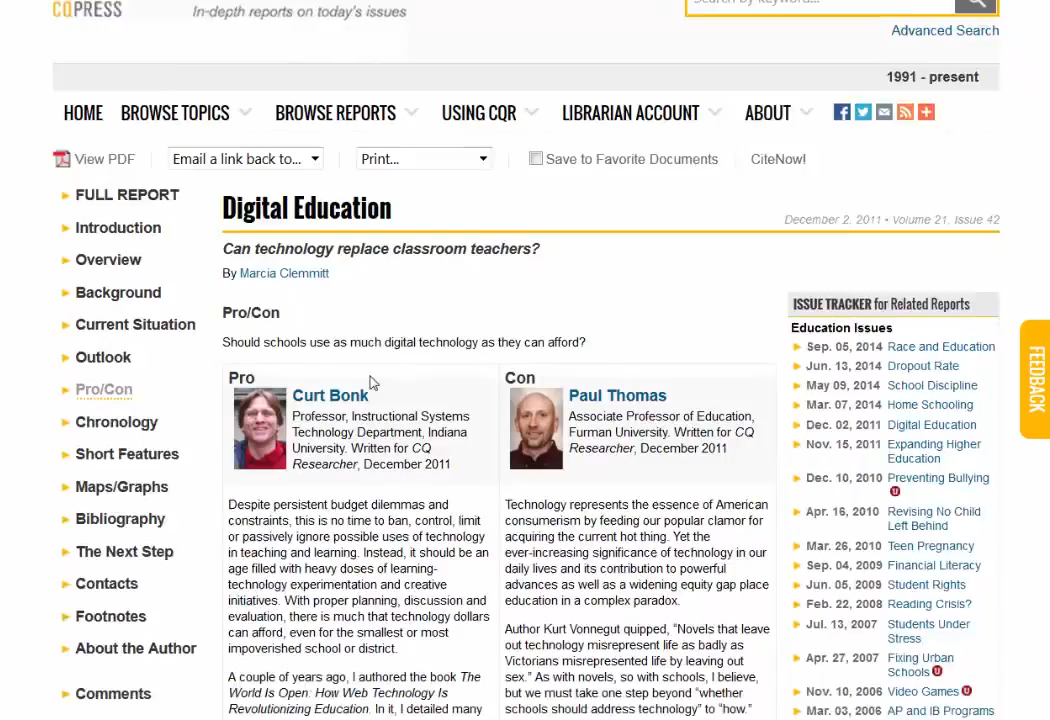 CQPRESS
In-depth reports on today's issues
Search by keyword...
Advanced Search
1991 - present
HOME BROWSE TOPICS BROWSE REPORTS USING CQR LIBRARIAN ACCOUNT ABOUT
View PDF Email a link back to... Print... Save to Favorite Documents CiteNow!
FULL REPORT
Introduction
Overview
Background
Current Situation
Outlook
Pro/Con
Chronology
Short Features
Maps/Graphs
Bibliography
The Next Step
Contacts
Footnotes
About the Author
Comments
Digital Education
December 2, 2011 • Volume 21, Issue 42
Can technology replace classroom teachers?
By Marcia Clemmitt
Pro/Con
Should schools use as much digital technology as they can afford?
Pro
Curt Bonk
Professor, Instructional Systems
Technology Department, Indiana
University. Written for CQ
Researcher, December 2011
Despite persistent budget dilemmas and
constraints, this is no time to ban, control, limit
or passively ignore possible uses of technology
in teaching and learning. Instead, it should be an
age filled with heavy doses of learning-
technology experimentation and creative
initiatives. With proper planning, discussion and
evaluation, there is much that technology dollars
can afford, even for the smallest or most
impoverished school or district.
A couple of years ago, I authored the book The
World Is Open: How Web Technology Is
Revolutionizing Education. In it, I detailed many
Con
Paul Thomas
Associate Professor of Education,
Furman University. Written for CQ
Researcher, December 2011
Technology represents the essence of American
consumerism by feeding our popular clamor for
acquiring the current hot thing. Yet the
ever-increasing significance of technology in our
daily lives and its contribution to powerful
advances as well as a widening equity gap place
education in a complex paradox.
Author Kurt Vonnegut quipped, “Novels that leave
out technology misrepresent life as badly as
Victorians misrepresented life by leaving out
sex.” As with novels, so with schools, I believe,
but we must take one step beyond “whether
schools should address technology” to “how.”
ISSUE TRACKER for Related Reports
Education Issues
Sep. 05, 2014 Race and Education
Jun. 13, 2014 Dropout Rate
May 09, 2014 School Discipline
Mar. 07, 2014 Home Schooling
Dec. 02, 2011 Digital Education
Nov. 15, 2011 Expanding Higher
Education
Dec. 10, 2010 Preventing Bullying
U
Apr. 16, 2010 Revising No Child
Left Behind
Mar. 26, 2010 Teen Pregnancy
Sep. 04, 2009 Financial Literacy
Jun. 05, 2009 Student Rights
Feb. 22, 2008 Reading Crisis?
Jul. 13, 2007 Students Under
Stress
Apr. 27, 2007 Fixing Urban
Schools U
Nov. 10, 2006 Video Games U
Mar. 03, 2006 AP and IB Programs
FEEDBACK